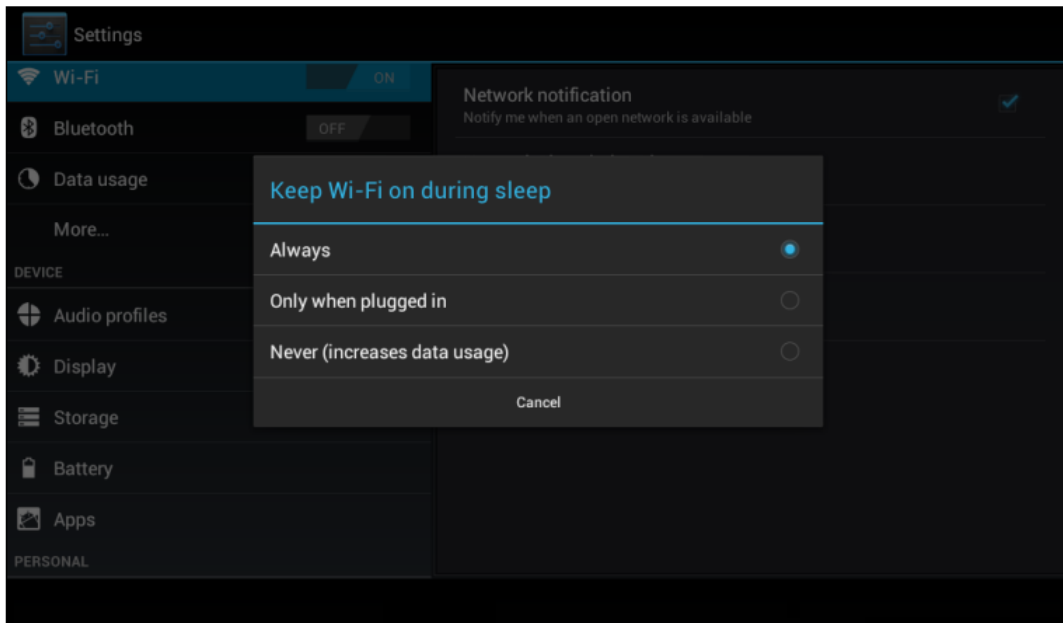 Settings
Wi-Fi
ON
Bluetooth
OFF
Data usage
More...
DEVICE
Audio profiles
Display
Storage
Battery
Apps
PERSONAL
Network notification
Notify me when an open network is available
Keep Wi-Fi on during sleep
Always
Only when plugged in
Never (increases data usage)
Cancel